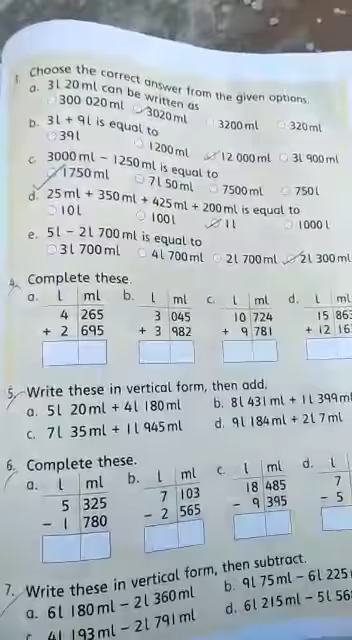 3. Choose the correct answer from the given options.
a. 3l 20ml can be written as
300 020ml 3020ml 3200ml 320ml
b. 3l + 9l is equal to
39l 1200ml 12 000ml 3l 900ml
c. 3000ml - 1250ml is equal to
1750ml 7l 50ml 7500ml 750l
d. 25ml + 350ml + 425ml + 200ml is equal to
10l 100l 1l 1000l
e. 5l - 2l 700ml is equal to
3l 700ml 4l 700ml 2l 700ml 2l 300ml
4. Complete these.
a. l ml b. l ml c. l ml d. l ml
4 265 3 045 10 724 15 863
+ 2 695 + 3 982 + 9 781 + 12
5. Write these in vertical form, then add.
a. 5l 20ml + 4l 180ml b. 8l 431ml + 1l 399ml
c. 7l 35ml + 1l 945ml d. 9l 184ml + 2l 7ml
6. Complete these.
a. l ml b. l ml c. l ml d. l
5 325 7 103 18 485 7
- 1 780 - 2 565 - 9 395 - 5
7. Write these in vertical form, then subtract.
a. 6l 180ml - 2l 360ml b. 9l 75ml - 6l 225
4l 193ml - 2l 791ml d. 6l 215ml - 5l 56